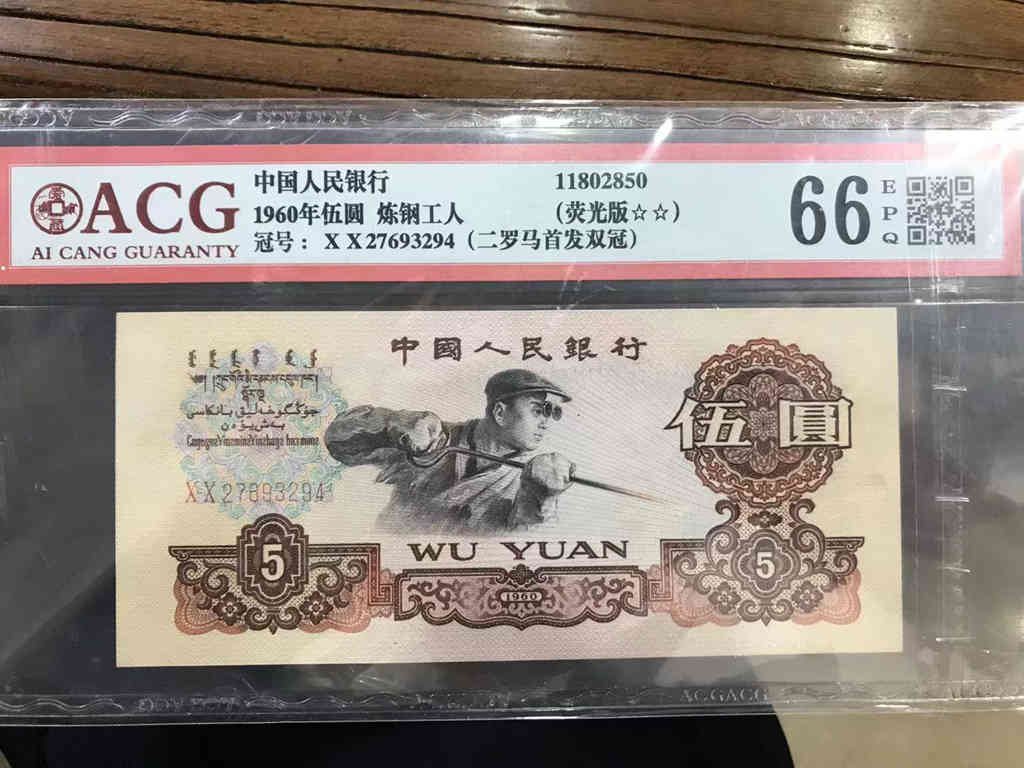 ACG
AI CANG GUARANTY
中国人民银行 11802850
1960年伍圆 炼钢工人 (荧光版☆☆)
冠号： XX27693294 (二罗马首发双冠)
66
E
P
Q
中國人民銀行
伍圓
XX27693294
WU YUAN
5
1960
5
ACGACG